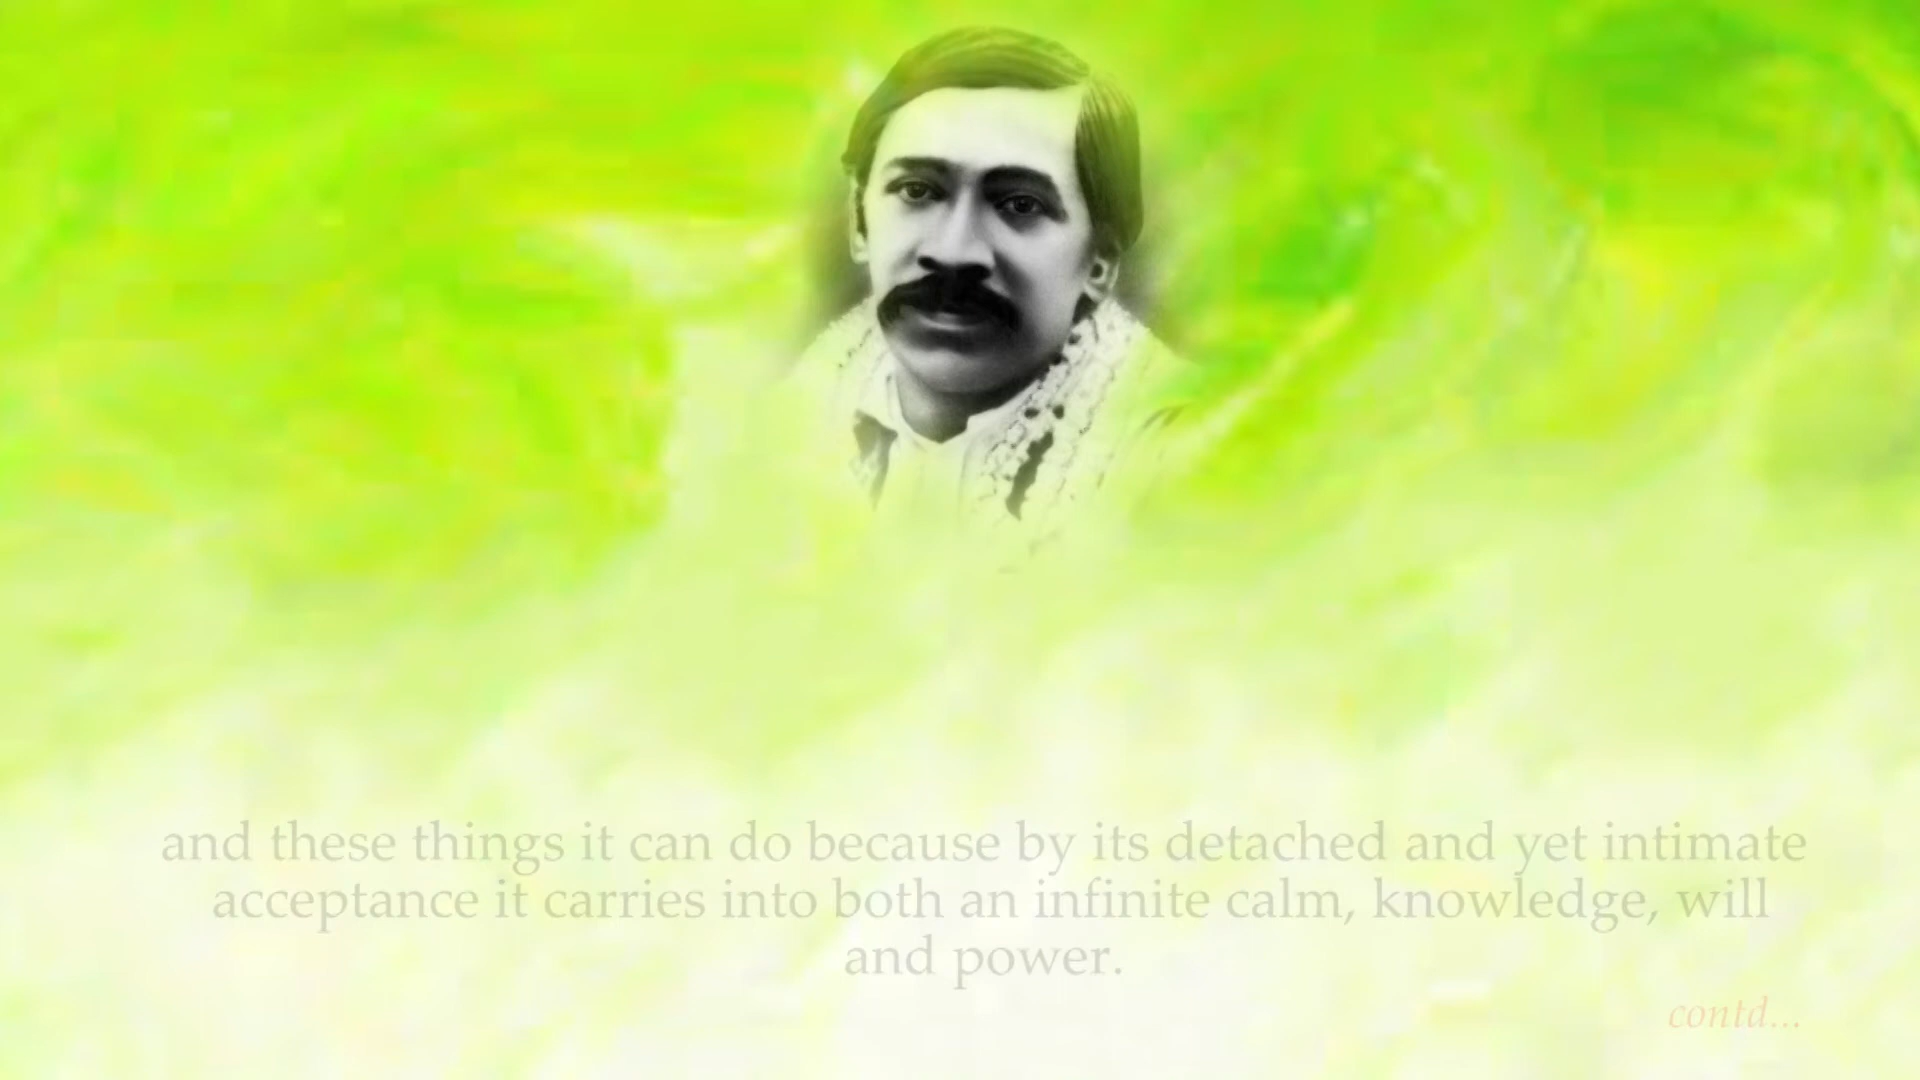 and these things it can do because by its detached and yet intimate
acceptance it carries into both an infinite calm, knowledge, will
and power.
contd...